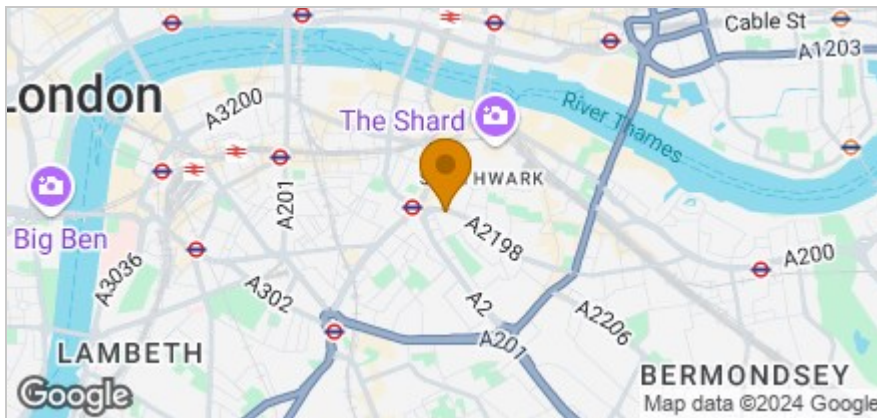 Cable St
A1203
London
A3200
The Shard
River Thames
SOUTHWARK
A201
Big Ben
A2198
A200
A3036
A302
A2
A2206
A201
LAMBETH
BERMONDSEY
Google
Map data ©2024 Google